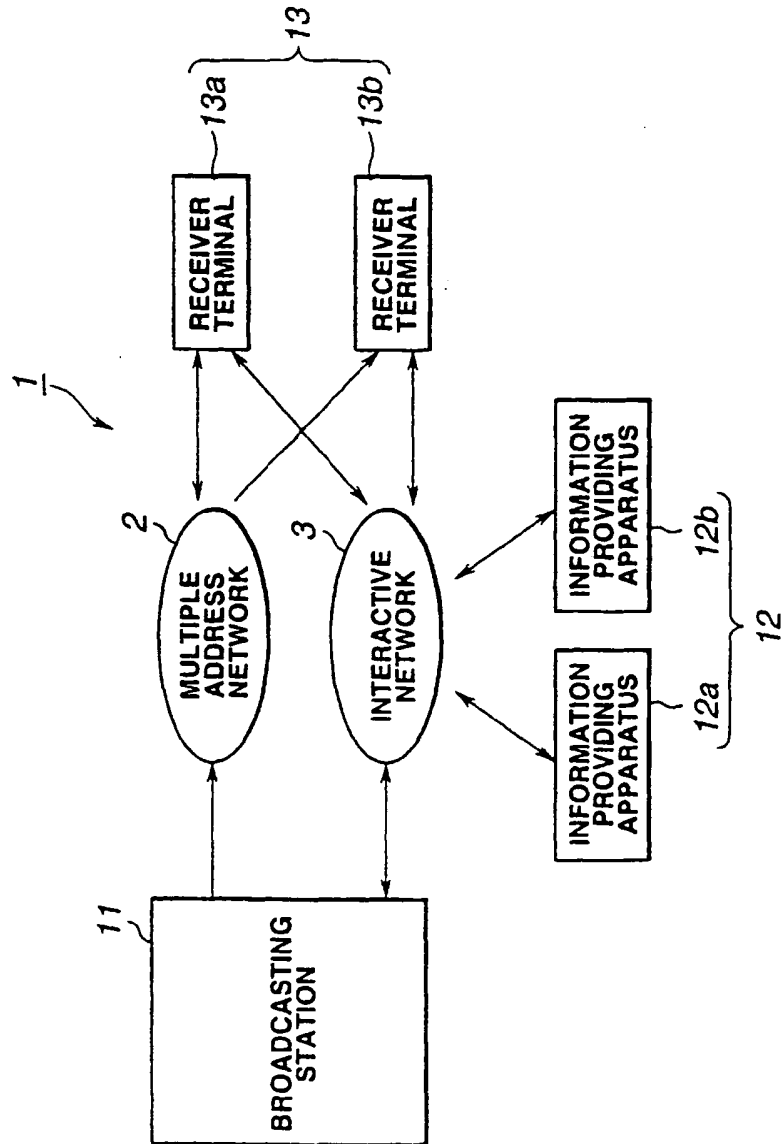 1
11
BROADCASTING
STATION
2
MULTIPLE
ADDRESS
NETWORK
3
INTERACTIVE
NETWORK
13a
RECEIVER
TERMINAL
13b
RECEIVER
TERMINAL
13
INFORMATION
PROVIDING
APPARATUS
12a
INFORMATION
PROVIDING
APPARATUS
12b
12